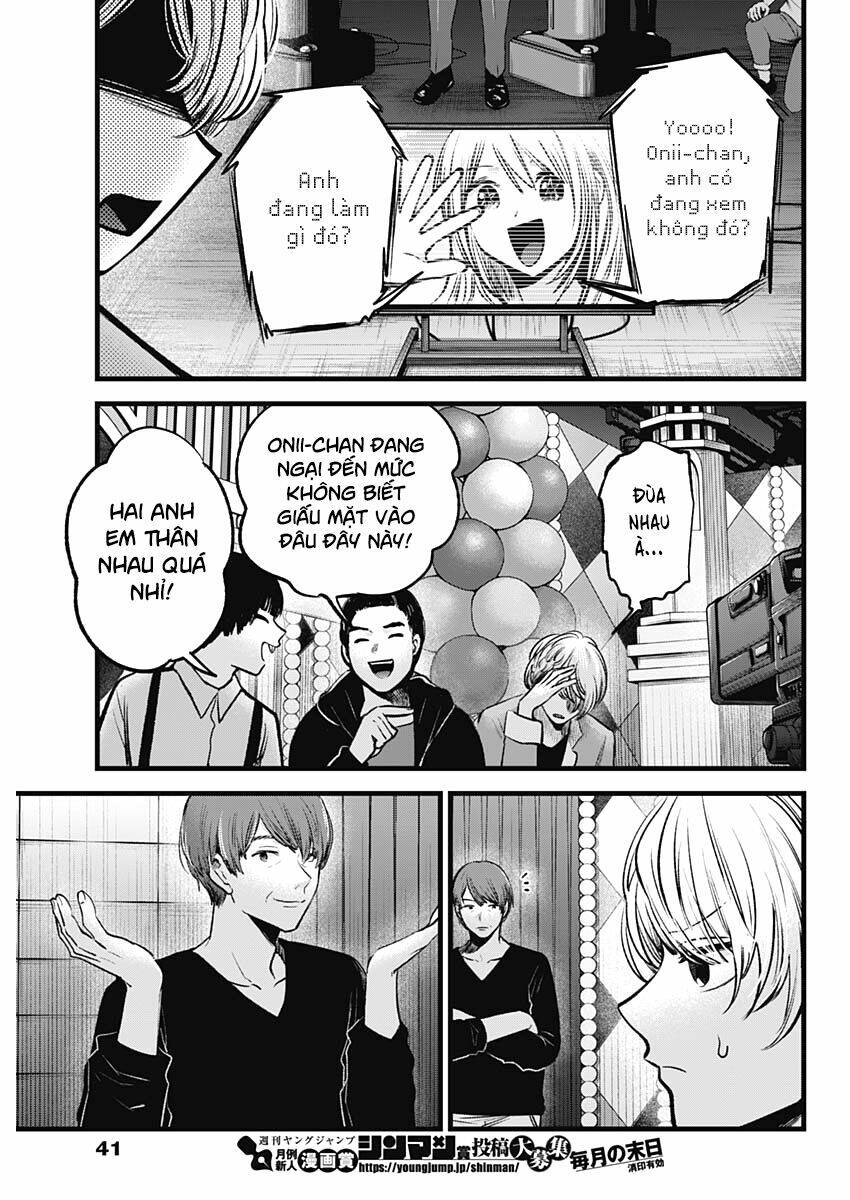 Yoooo!
Onii-chan,
anh có
đang xem
không đó?
Anh
đang làm
gì đó?
ĐÙA
NHAU
À...
ONII-CHAN ĐANG
NGẠI ĐẾN MỨC
KHÔNG BIẾT
GIẤU MẶT VÀO
ĐÂU ĐÂY NÀY!
HAI ANH
EM THÂN
NHAU QUÁ
NHỈ!
41
週刊ヤングジャンプ
月例
新人
漫画賞
シンマン賞 投稿大募集
https://youngjump.jp/shinman/
毎月の末日
消印有効